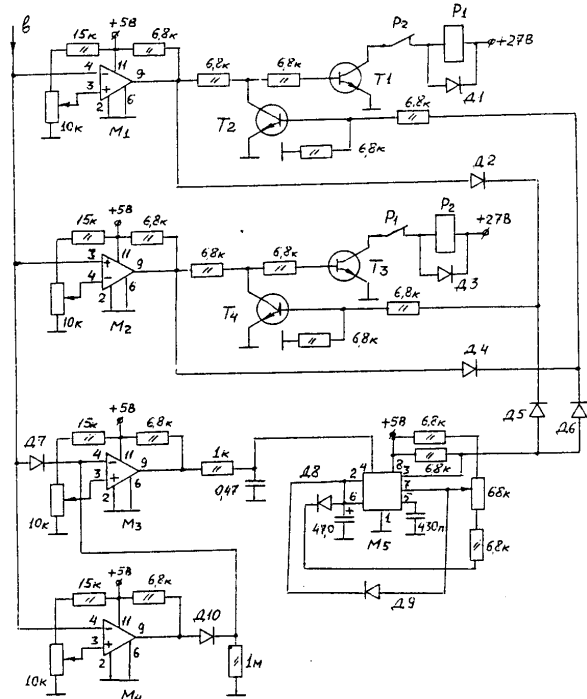 в
+5В
15к
6,8к
4
3
11
9
2
6
10к
М1
6,8к
6,8к
Т1
Т2
6,8к
6,8к
Р2
Р1
+27В
Д1
Д2
+5В
15к
6,8к
3
4
11
9
2
6
10к
М2
6,8к
6,8к
Т3
Т4
6,8к
6,8к
Р1
Р2
+27В
Д3
Д4
Д5
Д6
Д7
+5В
15к
6,8к
4
3
11
9
2
6
10к
М3
1к
0,47
+5В
6,8к
6,8к
Д8
2
4
8
3
7
6
5
1
68к
47,0
+
М5
430п
6,8к
Д9
+5В
15к
6,8к
4
3
11
9
2
6
10к
М4
Д10
1м